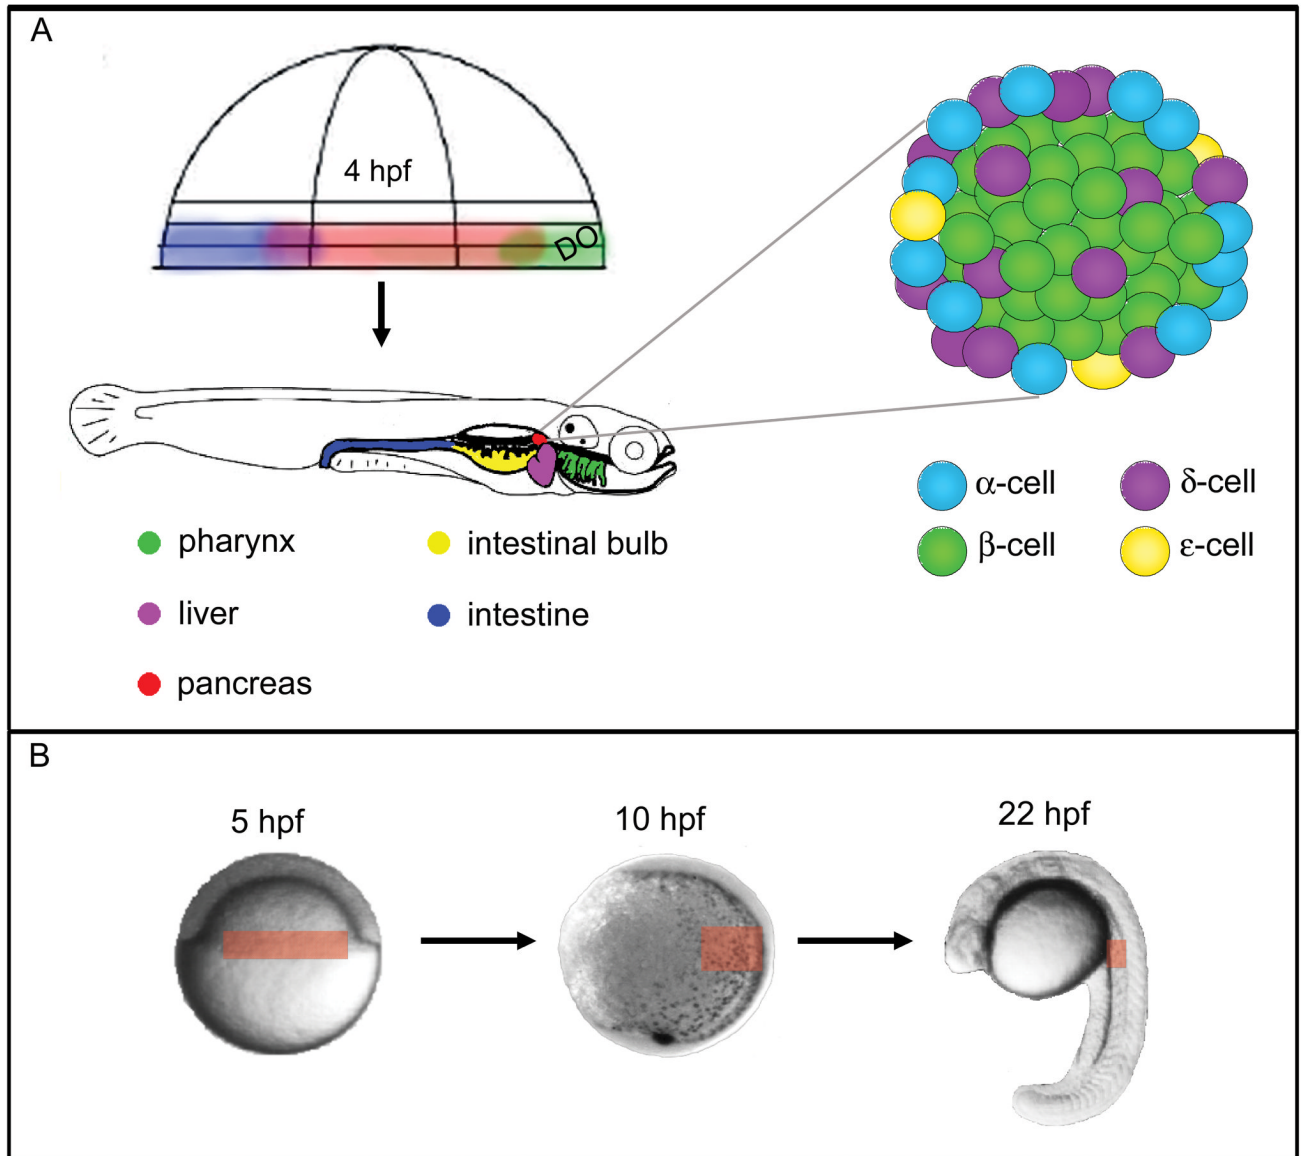 A
4 hpf
DO
α-cell
δ-cell
β-cell
ε-cell
pharynx
intestinal bulb
liver
intestine
pancreas
B
5 hpf
10 hpf
22 hpf